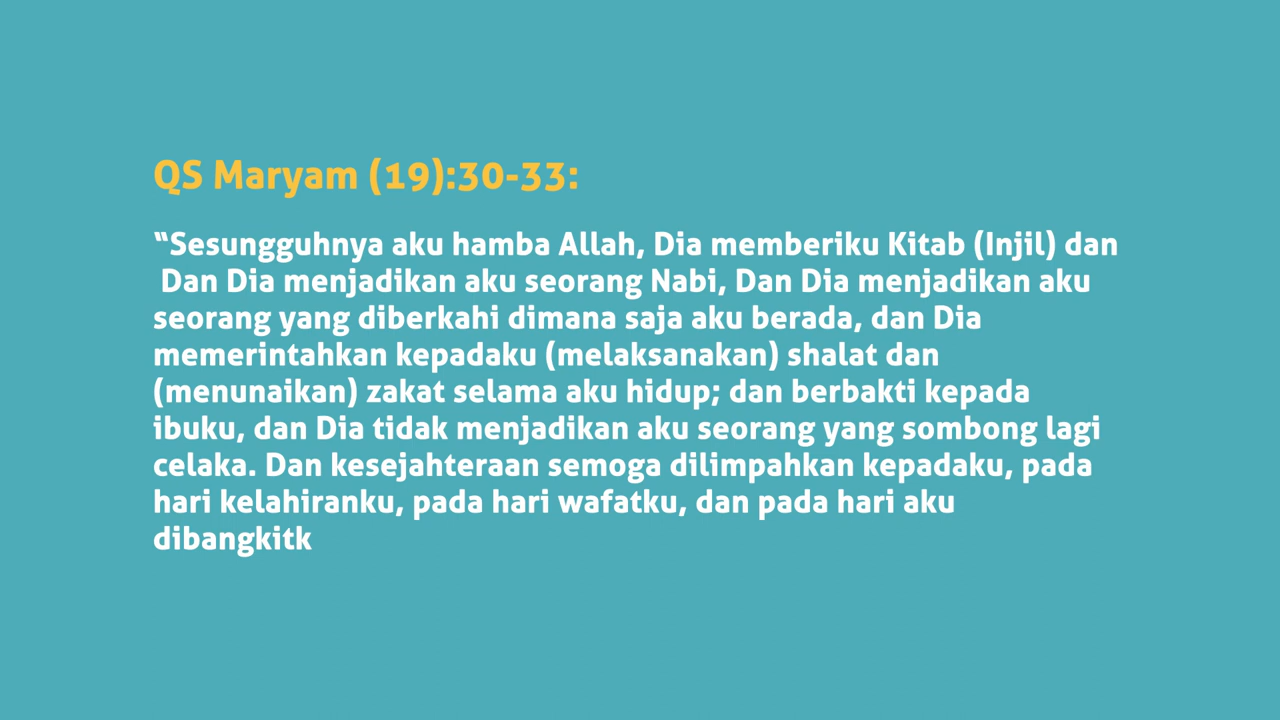 QS Maryam (19):30-33:
“Sesungguhnya aku hamba Allah, Dia memberiku Kitab (Injil) dan
Dan Dia menjadikan aku seorang Nabi, Dan Dia menjadikan aku
seorang yang diberkahi dimana saja aku berada, dan Dia
memerintahkan kepadaku (melaksanakan) shalat dan
(menunaikan) zakat selama aku hidup; dan berbakti kepada
ibuku, dan Dia tidak menjadikan aku seorang yang sombong lagi
celaka. Dan kesejahteraan semoga dilimpahkan kepadaku, pada
hari kelahiranku, pada hari wafatku, dan pada hari aku
dibangkitk